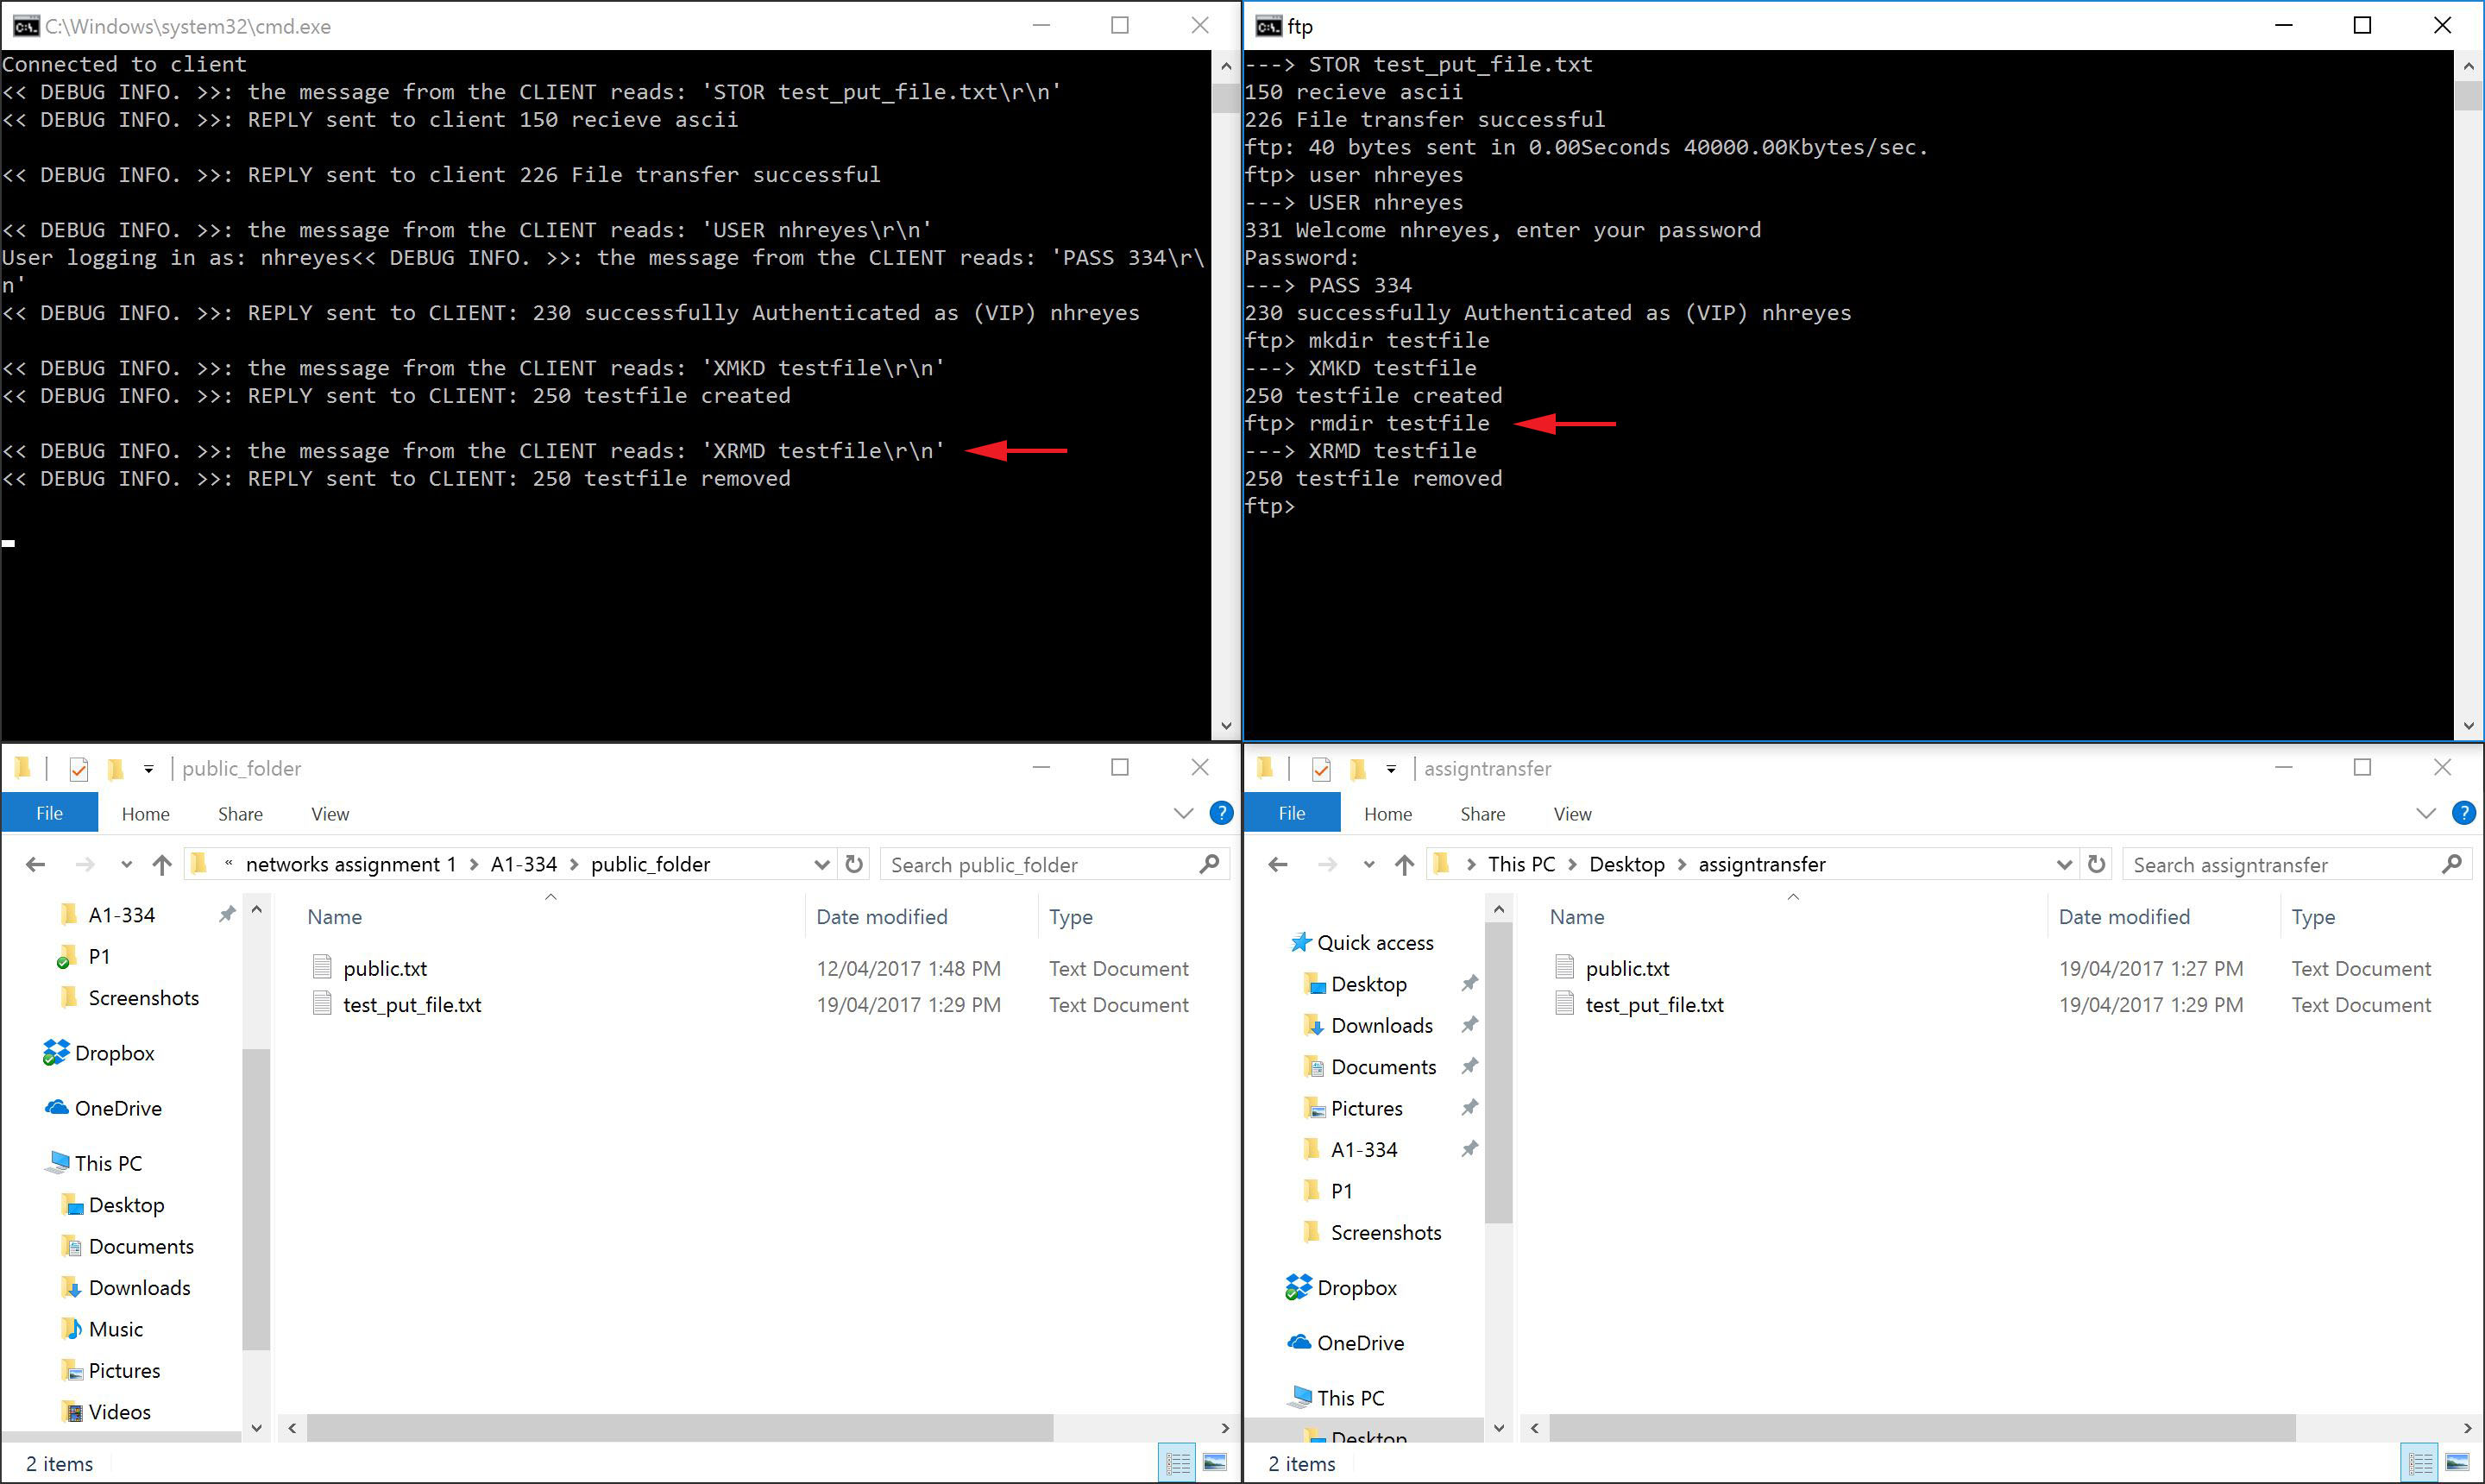 C:\Windows\system32\cmd.exe
Connected to client
<< DEBUG INFO. >>: the message from the CLIENT reads: 'STOR test_put_file.txt\r\n'
<< DEBUG INFO. >>: REPLY sent to client 150 recieve ascii
<< DEBUG INFO. >>: REPLY sent to client 226 File transfer successful
<< DEBUG INFO. >>: the message from the CLIENT reads: 'USER nhreyes\r\n'
User logging in as: nhreyes<< DEBUG INFO. >>: the message from the CLIENT reads: 'PASS 334\r\
n'
<< DEBUG INFO. >>: REPLY sent to CLIENT: 230 successfully Authenticated as (VIP) nhreyes
<< DEBUG INFO. >>: the message from the CLIENT reads: 'XMKD testfile\r\n'
<< DEBUG INFO. >>: REPLY sent to CLIENT: 250 testfile created
<< DEBUG INFO. >>: the message from the CLIENT reads: 'XRMD testfile\r\n'
<< DEBUG INFO. >>: REPLY sent to CLIENT: 250 testfile removed
ftp
---> STOR test_put_file.txt
150 recieve ascii
226 File transfer successful
ftp: 40 bytes sent in 0.00Seconds 40000.00Kbytes/sec.
ftp> user nhreyes
---> USER nhreyes
331 Welcome nhreyes, enter your password
Password:
---> PASS 334
230 successfully Authenticated as (VIP) nhreyes
ftp> mkdir testfile
---> XMKD testfile
250 testfile created
ftp> rmdir testfile
---> XRMD testfile
250 testfile removed
ftp>
public_folder
File Home Share View
« networks assignment 1 > A1-334 > public_folder
Search public_folder
A1-334
P1
Screenshots
Dropbox
OneDrive
This PC
Desktop
Documents
Downloads
Music
Pictures
Videos
Name Date modified Type
public.txt 12/04/2017 1:48 PM Text Document
test_put_file.txt 19/04/2017 1:29 PM Text Document
2 items
assigntransfer
File Home Share View
> This PC > Desktop > assigntransfer
Search assigntransfer
Quick access
Desktop
Downloads
Documents
Pictures
A1-334
P1
Screenshots
Dropbox
OneDrive
This PC
Desktop
Name Date modified Type
public.txt 19/04/2017 1:27 PM Text Document
test_put_file.txt 19/04/2017 1:29 PM Text Document
2 items